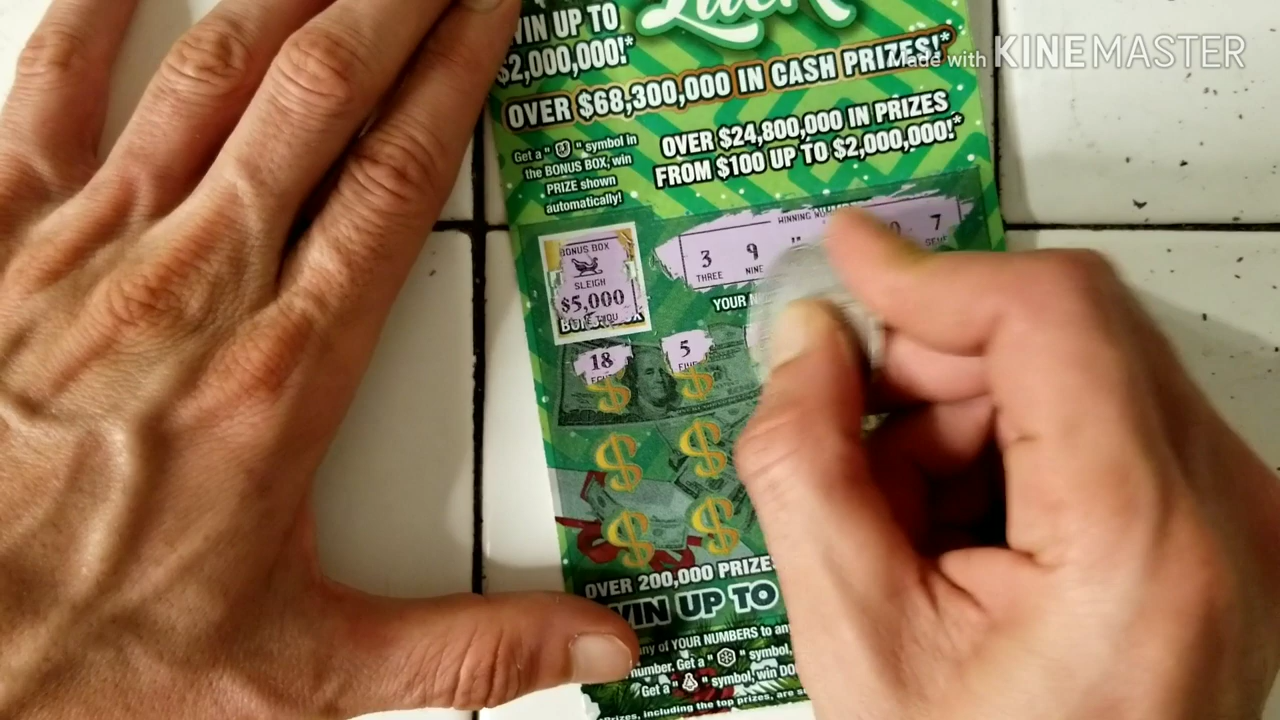 Luck
WIN UP TO
$2,000,000!*
Made with KINEMASTER
OVER $68,300,000 IN CASH PRIZES!*
Get a " " symbol in
the BONUS BOX, win
PRIZE shown
automatically!
OVER $24,800,000 IN PRIZES
FROM $100 UP TO $2,000,000!*
WINNING
3 9 7
THREE NINE
BONUS BOX
SLEIGH
$5,000
YOUR
18 5
OVER 200,000
WIN UP TO
any of YOUR NUMBERS to
number. Get a " " symbol,
Get a " " symbol, win
Prizes, including the top prizes, are